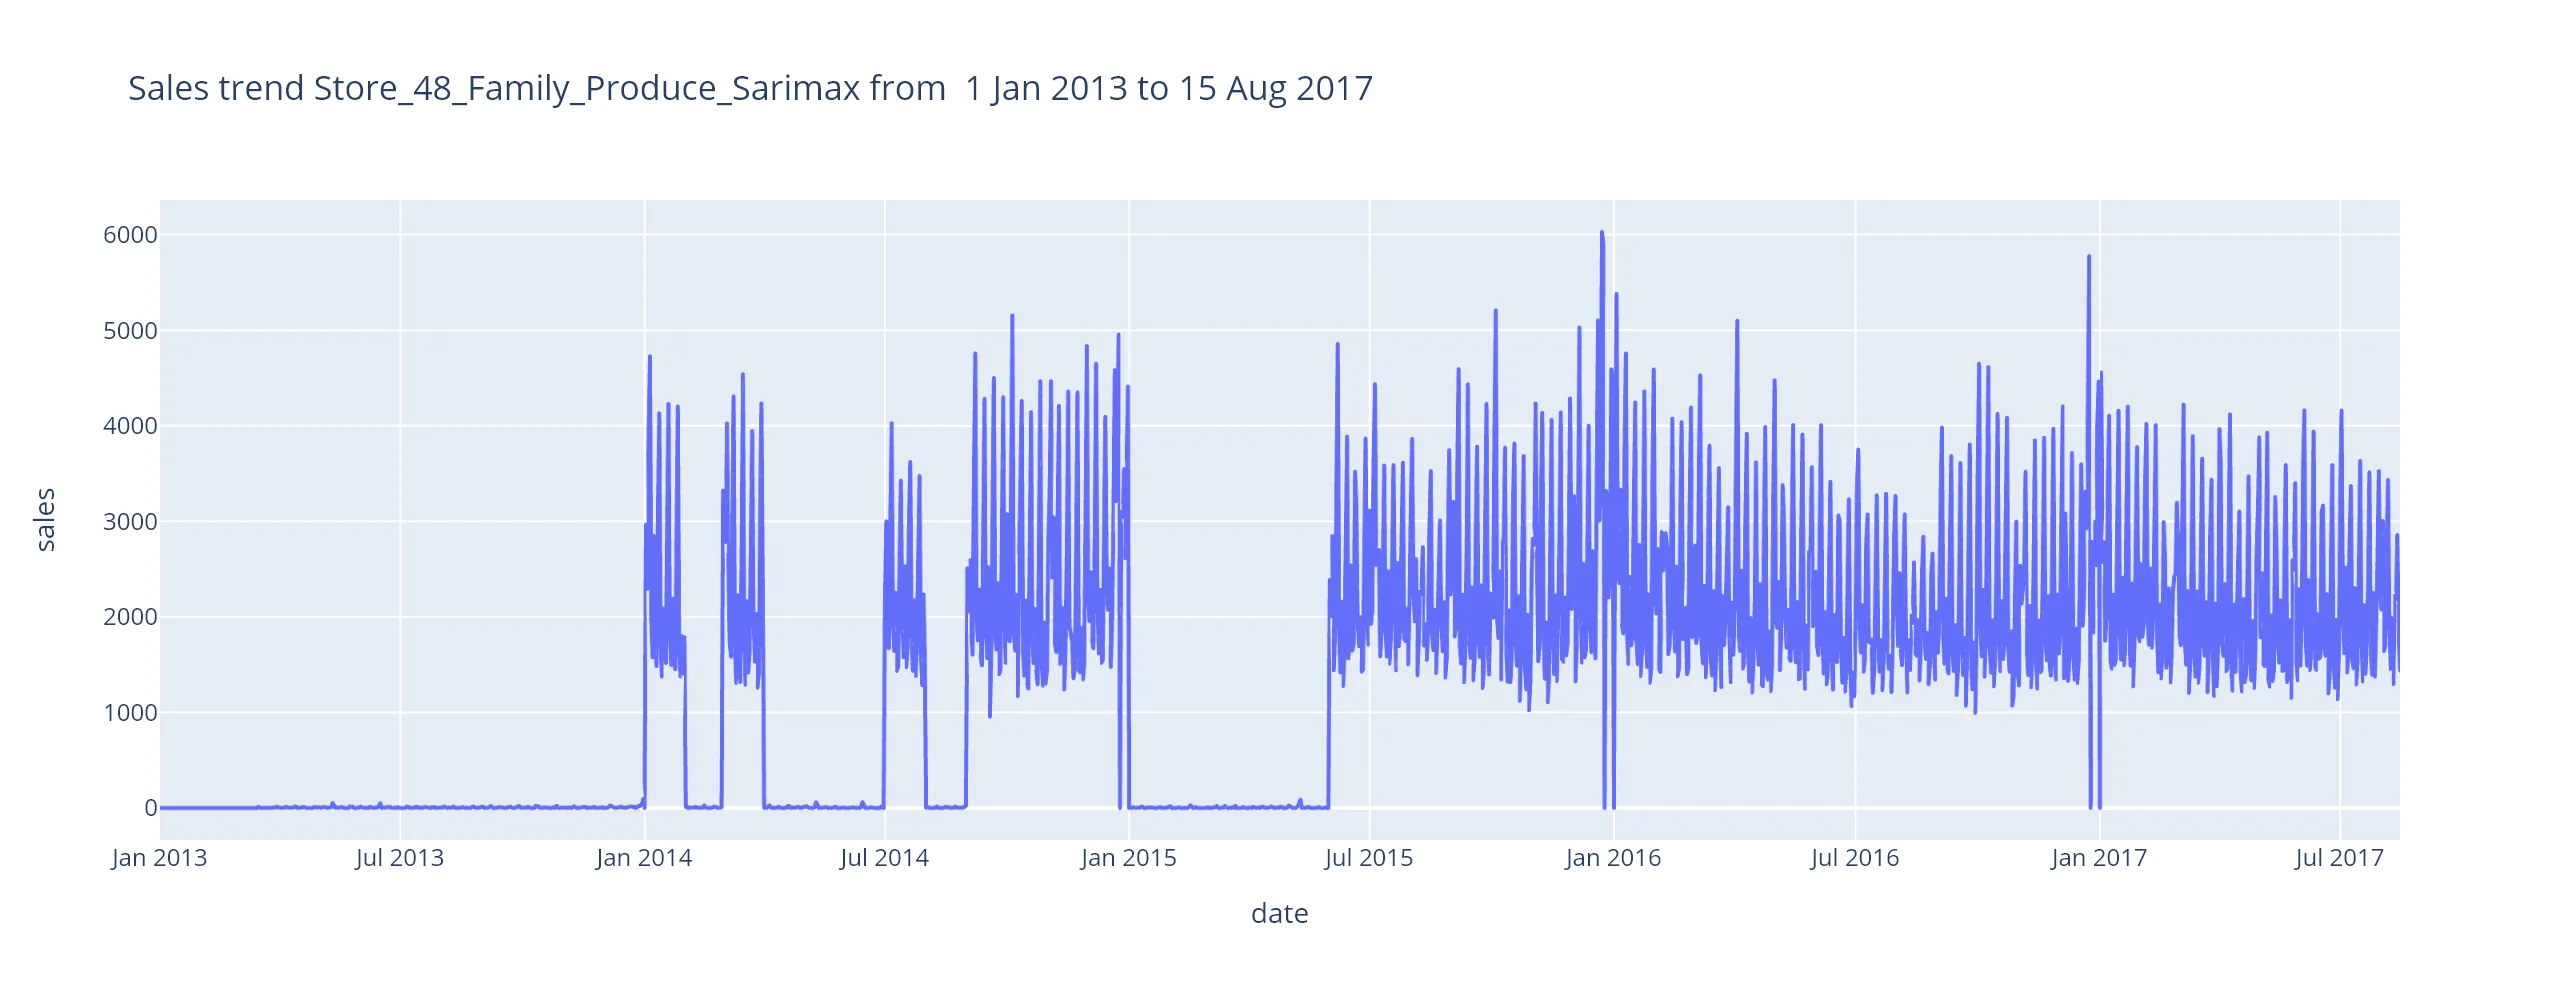 Sales trend Store_48_Family_Produce_Sarimax from  1 Jan 2013 to 15 Aug 2017
6000
5000
4000
3000
2000
1000
0
sales
Jan 2013 Jul 2013 Jan 2014 Jul 2014 Jan 2015 Jul 2015 Jan 2016 Jul 2016 Jan 2017 Jul 2017
date